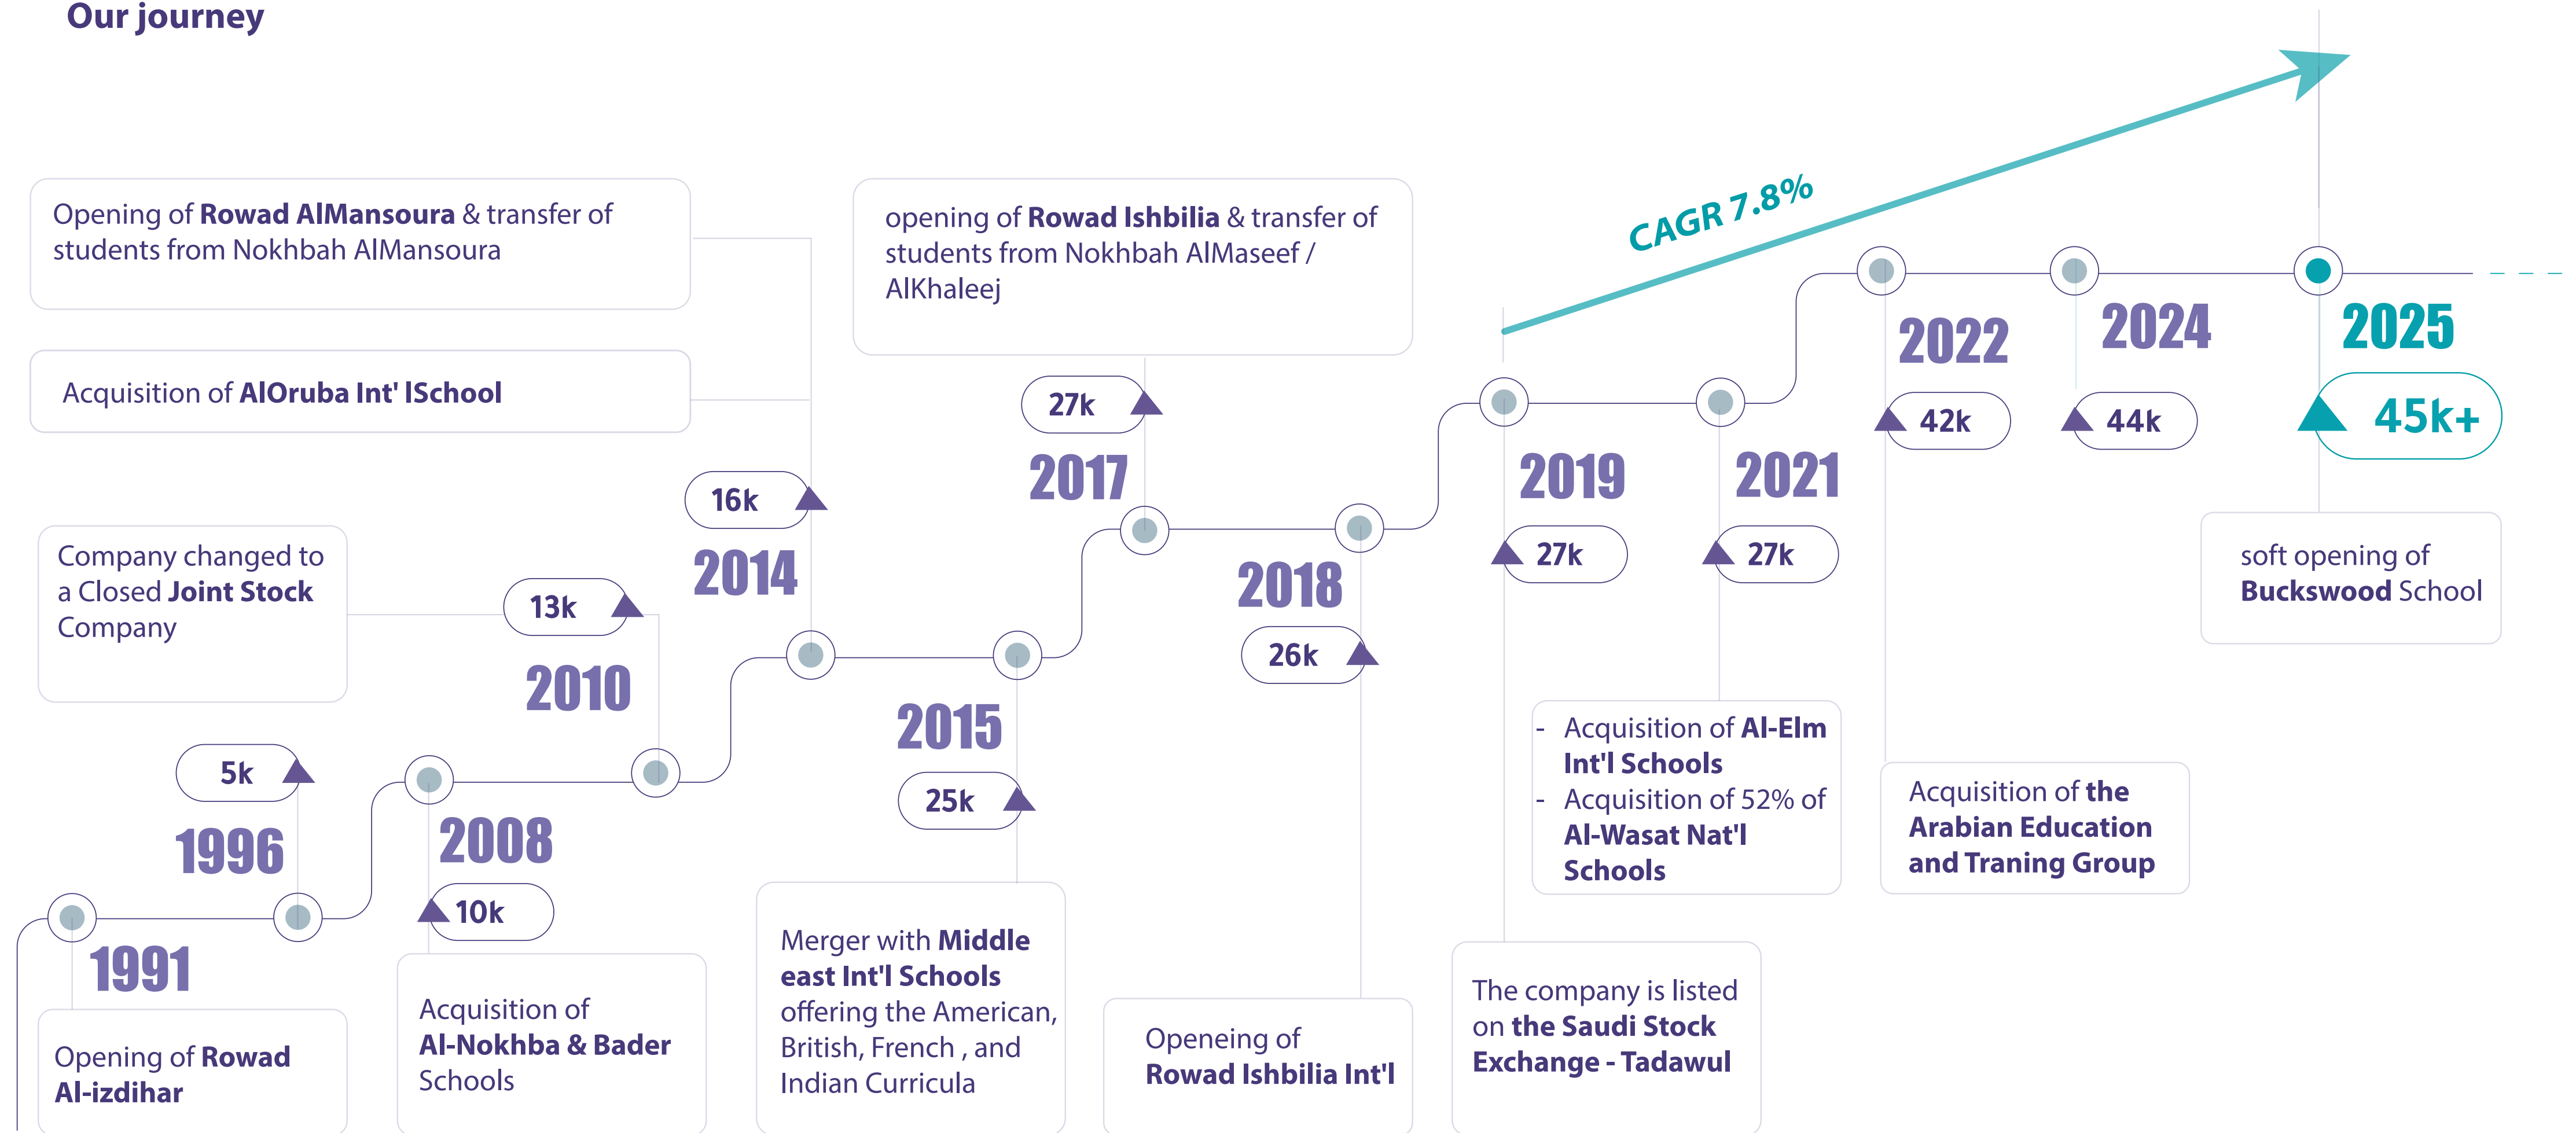 Our journey
Opening of Rowad AlMansoura & transfer of
students from Nokhbah AlMansoura
Acquisition of AlOruba Int' lSchool
opening of Rowad Ishbilia & transfer of
students from Nokhbah AlMaseef /
AlKhaleej
CAGR 7.8%
Company changed to
a Closed Joint Stock
Company
1991
Opening of Rowad
Al-izdihar
5k
1996
2008
10k
Acquisition of
Al-Nokhba & Bader
Schools
13k
2010
16k
2014
2015
25k
Merger with Middle
east Int'l Schools
offering the American,
British, French , and
Indian Curricula
27k
2017
2018
26k
Openeing of
Rowad Ishbilia Int'l
2019
27k
The company is listed
on the Saudi Stock
Exchange - Tadawul
2021
27k
- Acquisition of Al-Elm
Int'l Schools
- Acquisition of 52% of
Al-Wasat Nat'l
Schools
2022
42k
Acquisition of the
Arabian Education
and Traning Group
2024
44k
2025
45k+
soft opening of
Buckswood School